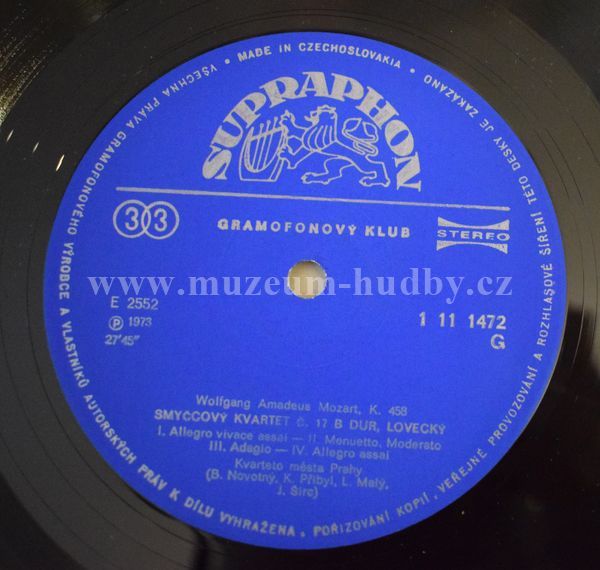 VŠECHNA PRÁVA GRAMOFONOVÉHO VÝROBCE A VLASTNÍKŮ AUTORSKÝCH PRÁV K DÍLU VYHRAŽENA. POŘIZOVÁNÍ KOPIÍ, VEŘEJNÉ PROVOZOVÁNÍ A ROZHLASOVÉ ŠÍŘENÍ TÉTO DESKY JE ZAKÁZÁNO • MADE IN CZECHOSLOVAKIA •
SUPRAPHON
33 GRAMOFONOVÝ KLUB STEREO
www.muzeum-hudby.cz
E 2552
Ⓟ 1973
27'45"
1 11 1472
G
Wolfgang Amadeus Mozart, K. 458
SMYČCOVÝ KVARTET Č. 17 B DUR, LOVECKÝ
I. Allegro vivace assai — II. Menuetto, Moderato
III. Adagio — IV. Allegro assai
Kvarteto města Prahy
(B. Novotný, K. Přibyl, L. Malý,
J. Širc)